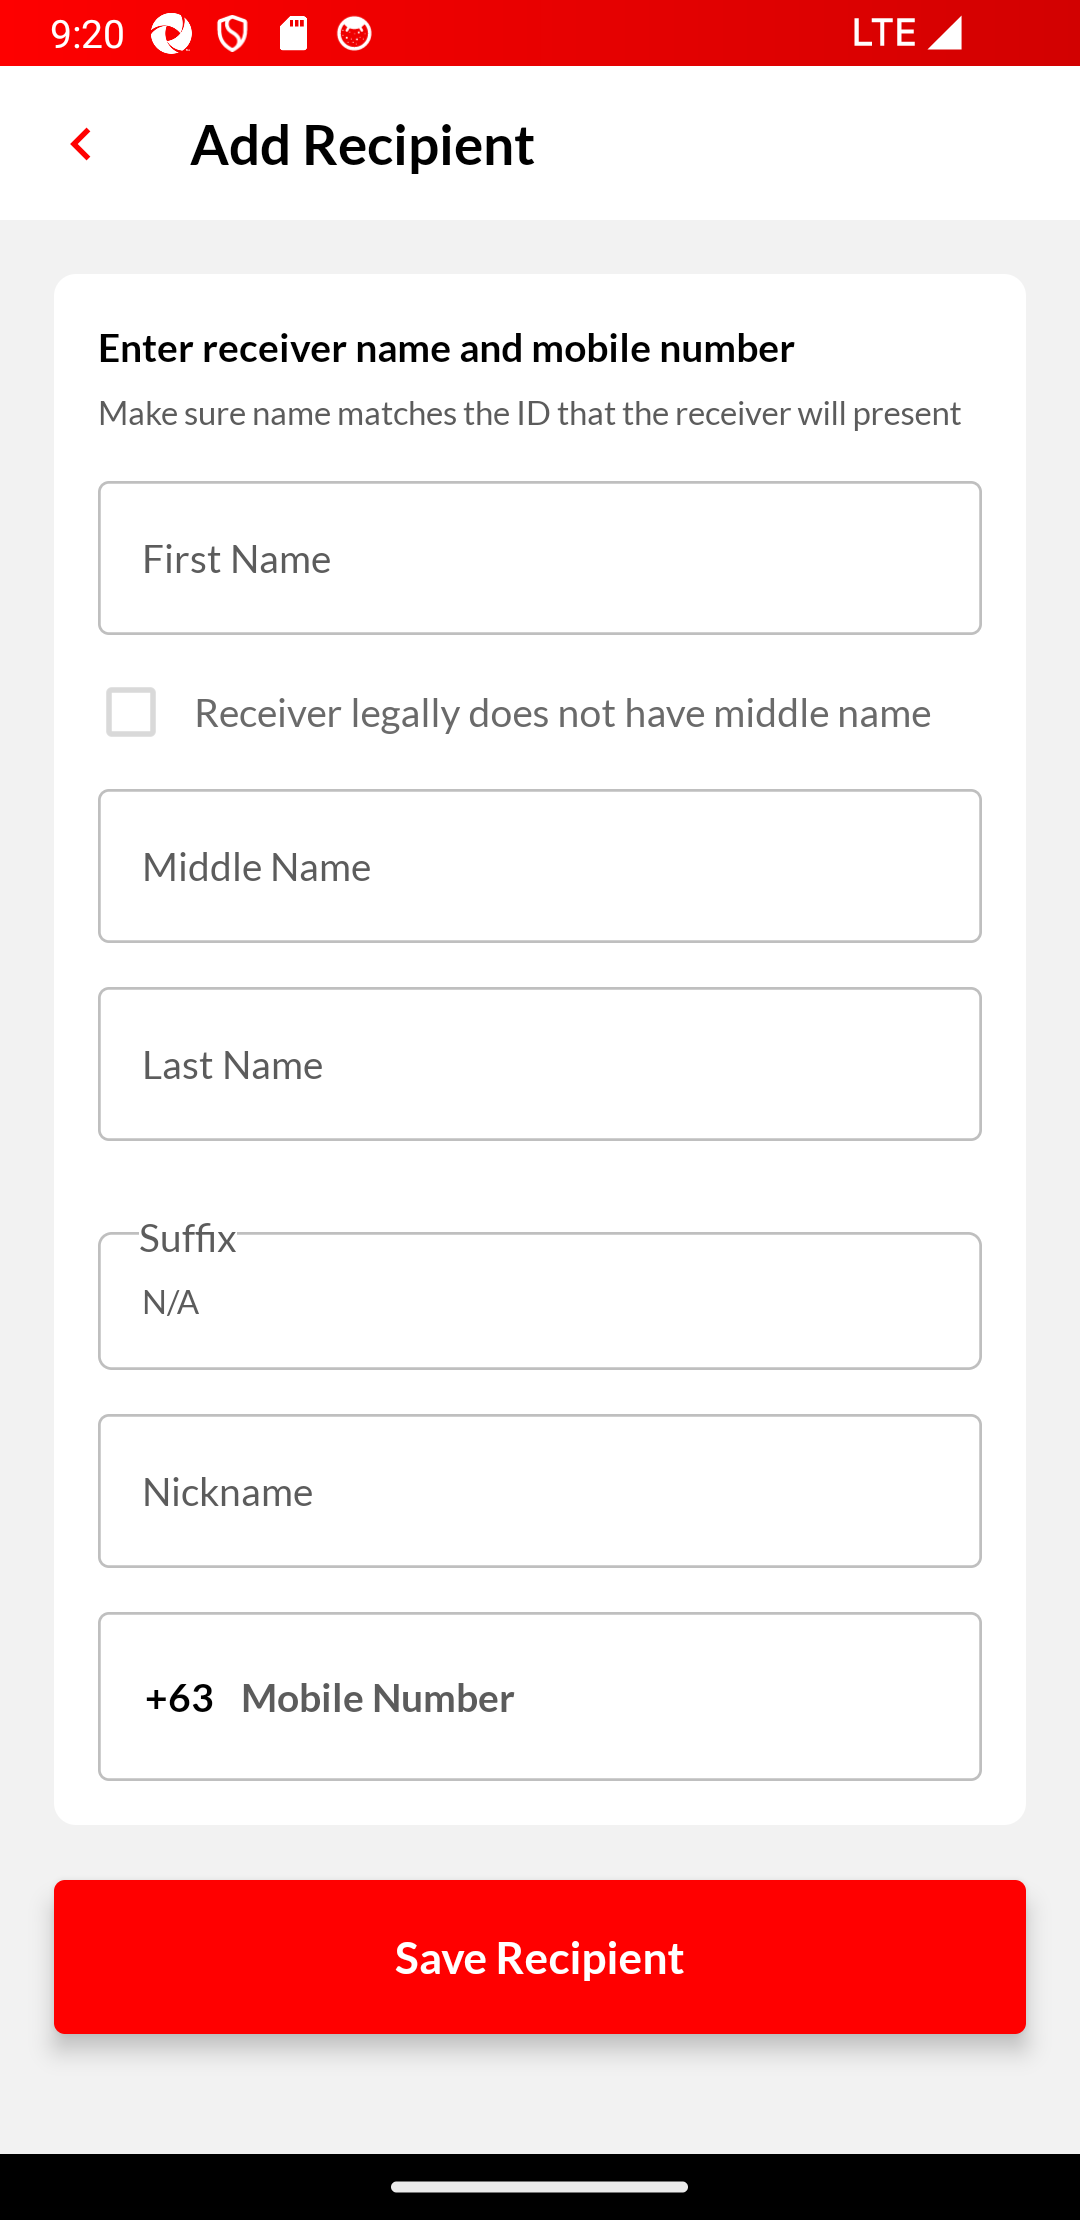 9:20
LTE
Add Recipient
Enter receiver name and mobile number
Make sure name matches the ID that the receiver will present
First Name
Receiver legally does not have middle name
Middle Name
Last Name
Suffix
N/A
Nickname
+63 Mobile Number
Save Recipient